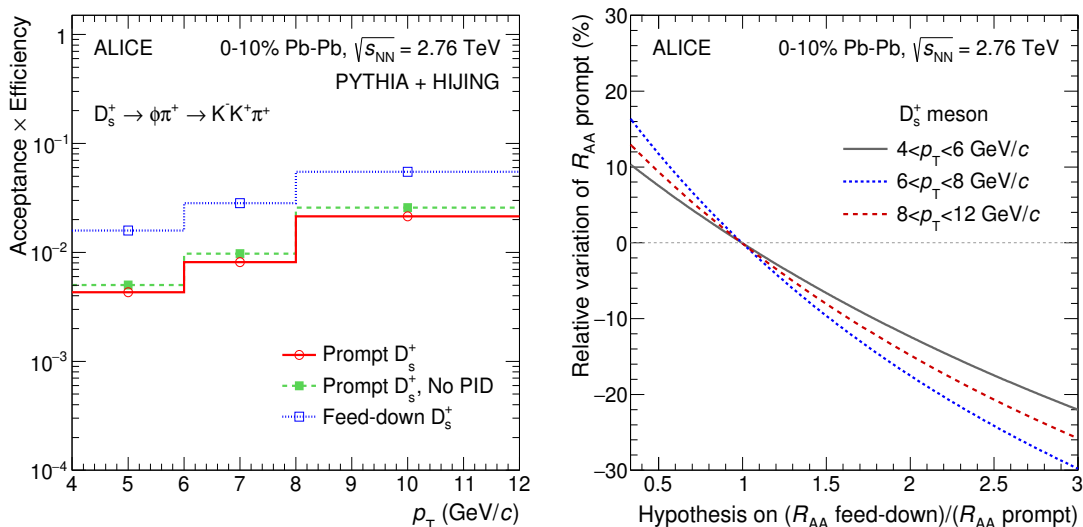 ALICE 0-10% Pb-Pb, √s_NN = 2.76 TeV
PYTHIA + HIJING
D_s^+ → φπ^+ → K^-K^+π^+
Acceptance × Efficiency
1
10^−1
10^−2
10^−3
10^−4
Prompt D_s^+
Prompt D_s^+, No PID
Feed-down D_s^+
4 5 6 7 8 9 10 11 12
p_T (GeV/c)
ALICE 0-10% Pb-Pb, √s_NN = 2.76 TeV
D_s^+ meson
4<p_T<6 GeV/c
6<p_T<8 GeV/c
8<p_T<12 GeV/c
Relative variation of R_AA prompt (%)
30
20
10
0
−10
−20
−30
0.5 1 1.5 2 2.5 3
Hypothesis on (R_AA feed-down)/(R_AA prompt)